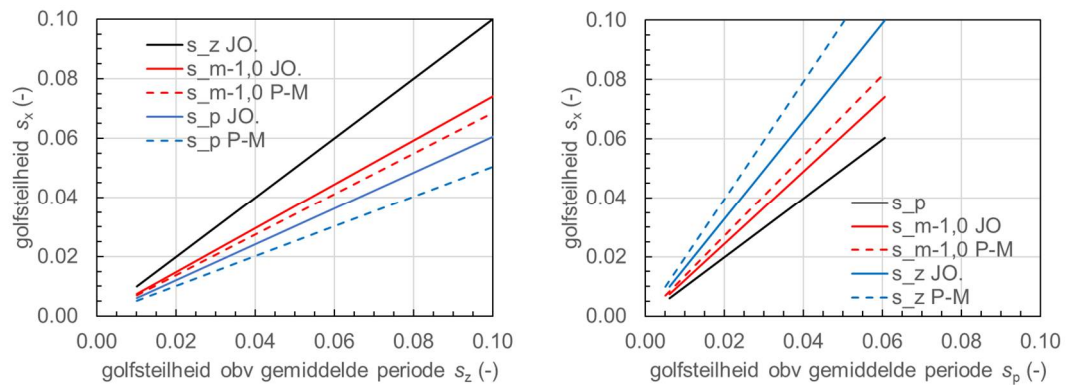 0.10
0.08
0.06
0.04
0.02
0.00
golfsteilheid s_x (-)
s_z JO.
s_m-1,0 JO.
s_m-1,0 P-M
s_p JO.
s_p P-M
0.00 0.02 0.04 0.06 0.08 0.10
golfsteilheid obv gemiddelde periode s_z (-)
0.10
0.08
0.06
0.04
0.02
0.00
golfsteilheid s_x (-)
s_p
s_m-1,0 JO
s_m-1,0 P-M
s_z JO.
s_z P-M
0.00 0.02 0.04 0.06 0.08 0.10
golfsteilheid obv gemiddelde periode s_p (-)